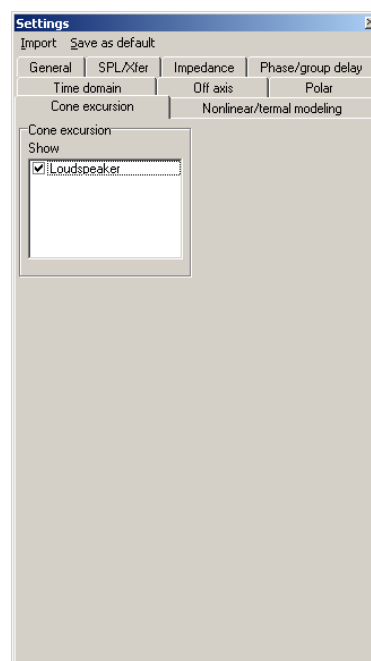 Settings
Import Save as default
General SPL/Xfer Impedance Phase/group delay
Time domain Off axis Polar
Cone excursion Nonlinear/termal modeling
Cone excursion
Show
Loudspeaker